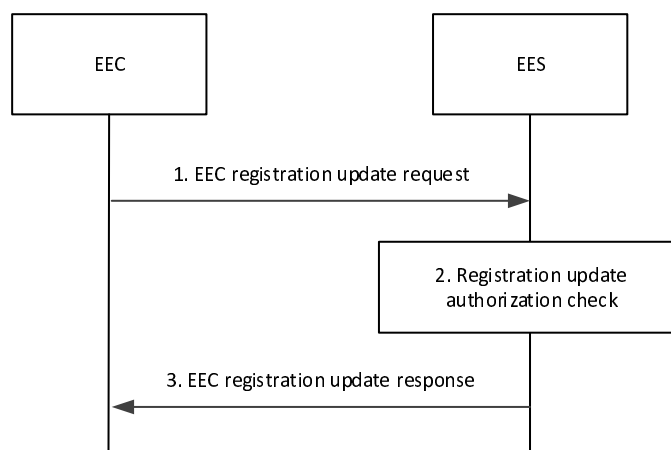 EEC
EES
1. EEC registration update request
2. Registration update
authorization check
3. EEC registration update response